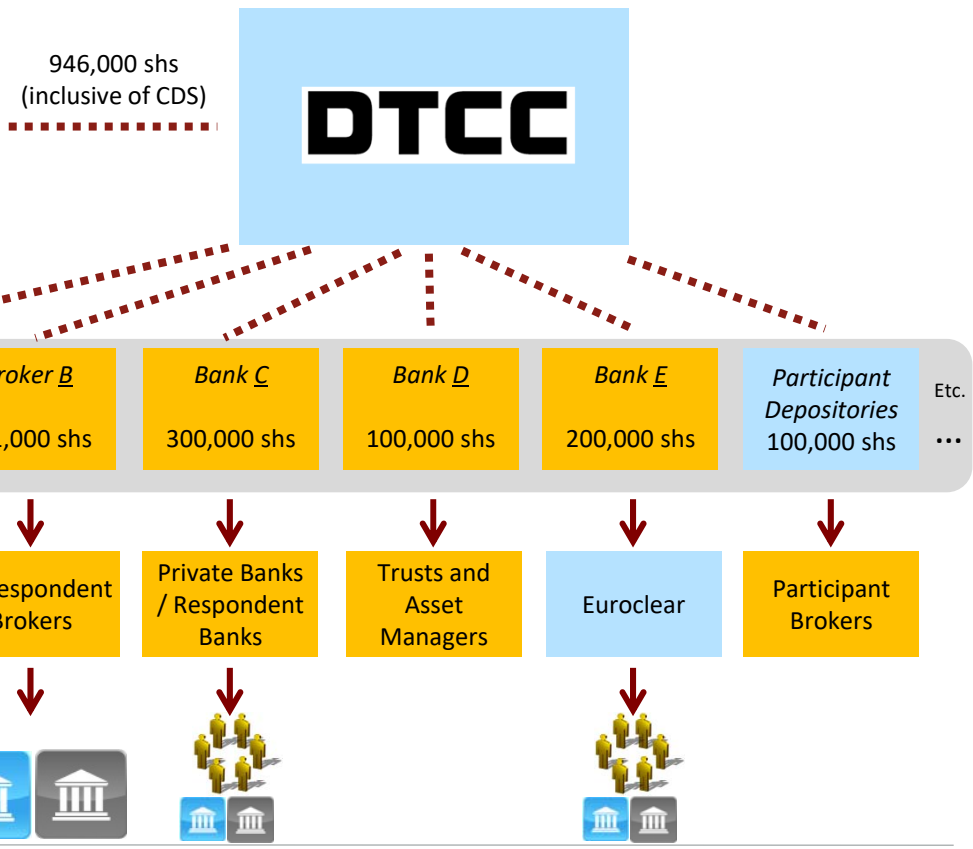 946,000 shs
(inclusive of CDS)
DTCC
roker B
,000 shs
Bank C
300,000 shs
Bank D
100,000 shs
Bank E
200,000 shs
Participant
Depositories
100,000 shs
Etc.
...
espondent
Brokers
Private Banks
/ Respondent
Banks
Trusts and
Asset
Managers
Euroclear
Participant
Brokers